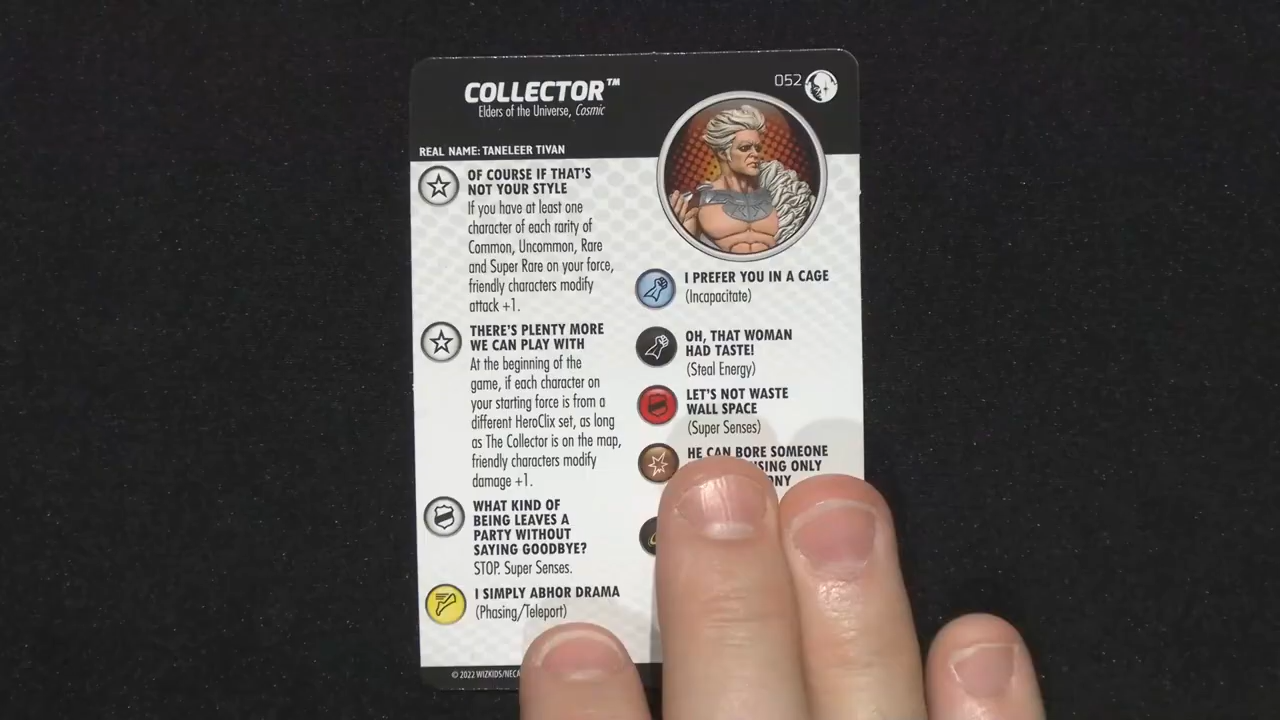 COLLECTOR™
052
Elders of the Universe, Cosmic
REAL NAME: TANELEER TIVAN
OF COURSE IF THAT'S
NOT YOUR STYLE
If you have at least one
character of each rarity of
Common, Uncommon, Rare
and Super Rare on your force,
friendly characters modify
attack +1.
THERE'S PLENTY MORE
WE CAN PLAY WITH
At the beginning of the
game, if each character on
your starting force is from a
different HeroClix set, as long
as The Collector is on the map,
friendly characters modify
damage +1.
WHAT KIND OF
BEING LEAVES A
PARTY WITHOUT
SAYING GOODBYE?
STOP. Super Senses.
I SIMPLY ABHOR DRAMA
(Phasing/Teleport)
I PREFER YOU IN A CAGE
(Incapacitate)
OH, THAT WOMAN
HAD TASTE!
(Steal Energy)
LET'S NOT WASTE
WALL SPACE
(Super Senses)
HE CAN BORE SOMEONE
ONLY
© 2022 WIZKIDS/NECA